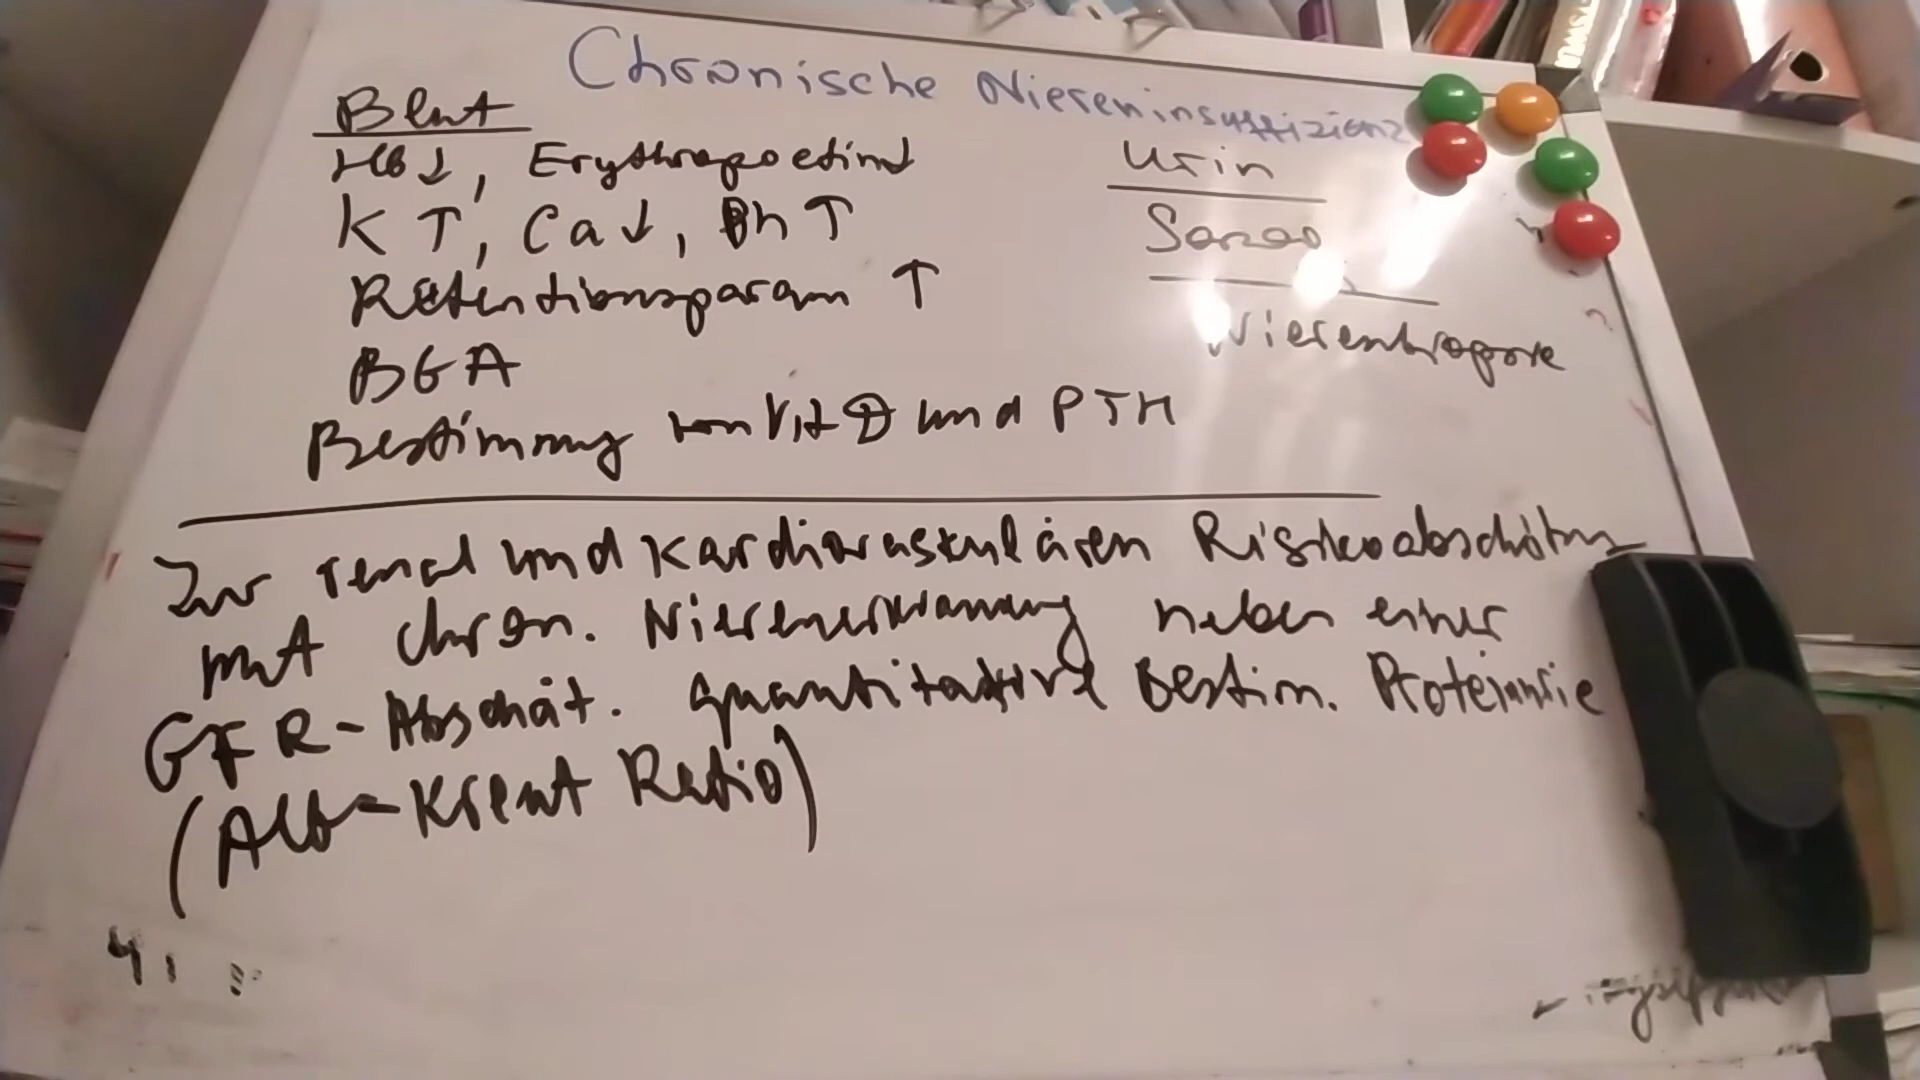 Chronische Niereninsuffizienz
Blut
Hb↓, Erythropoetin↓
K↑, Ca↓, Ph↑
Retentionsparam ↑
BGA
Bestimmung von Vit D und PTH
Urin
Sono
Nierenbiopsie
Zur renal und kardiovaskulären Risikoabschätzung
mit chron. Nierenerkrankung neben einer
GFR-Abschät. quantitative Bestim. Proteinurie
(Alb-Kreat Ratio)